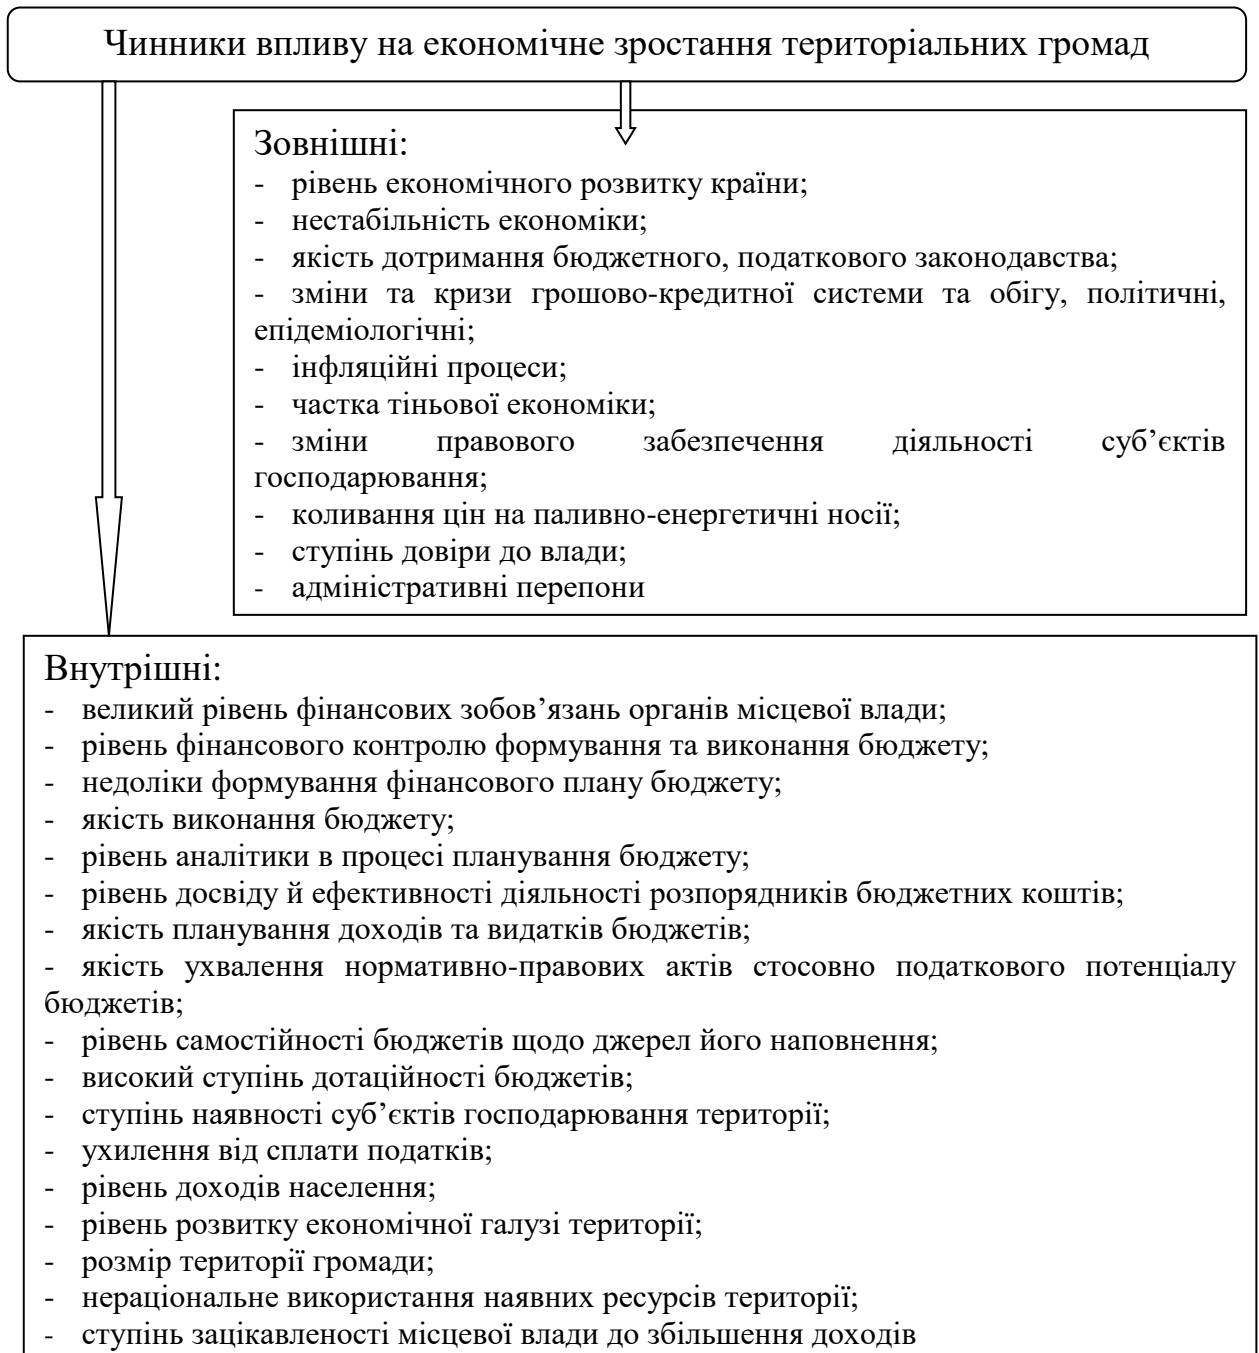 Чинники впливу на економічне зростання територіальних громад
Зовнішні:
- рівень економічного розвитку країни;
- нестабільність економіки;
- якість дотримання бюджетного, податкового законодавства;
- зміни та кризи грошово-кредитної системи та обігу, політичні,
епідеміологічні;
- інфляційні процеси;
- частка тіньової економіки;
- зміни правового забезпечення діяльності суб’єктів
господарювання;
- коливання цін на паливно-енергетичні носії;
- ступінь довіри до влади;
- адміністративні перепони
Внутрішні:
- великий рівень фінансових зобов’язань органів місцевої влади;
- рівень фінансового контролю формування та виконання бюджету;
- недоліки формування фінансового плану бюджету;
- якість виконання бюджету;
- рівень аналітики в процесі планування бюджету;
- рівень досвіду й ефективності діяльності розпорядників бюджетних коштів;
- якість планування доходів та видатків бюджетів;
- якість ухвалення нормативно-правових актів стосовно податкового потенціалу
бюджетів;
- рівень самостійності бюджетів щодо джерел його наповнення;
- високий ступінь дотаційності бюджетів;
- ступінь наявності суб’єктів господарювання території;
- ухилення від сплати податків;
- рівень доходів населення;
- рівень розвитку економічної галузі території;
- розмір території громади;
- нераціональне використання наявних ресурсів території;
- ступінь зацікавленості місцевої влади до збільшення доходів